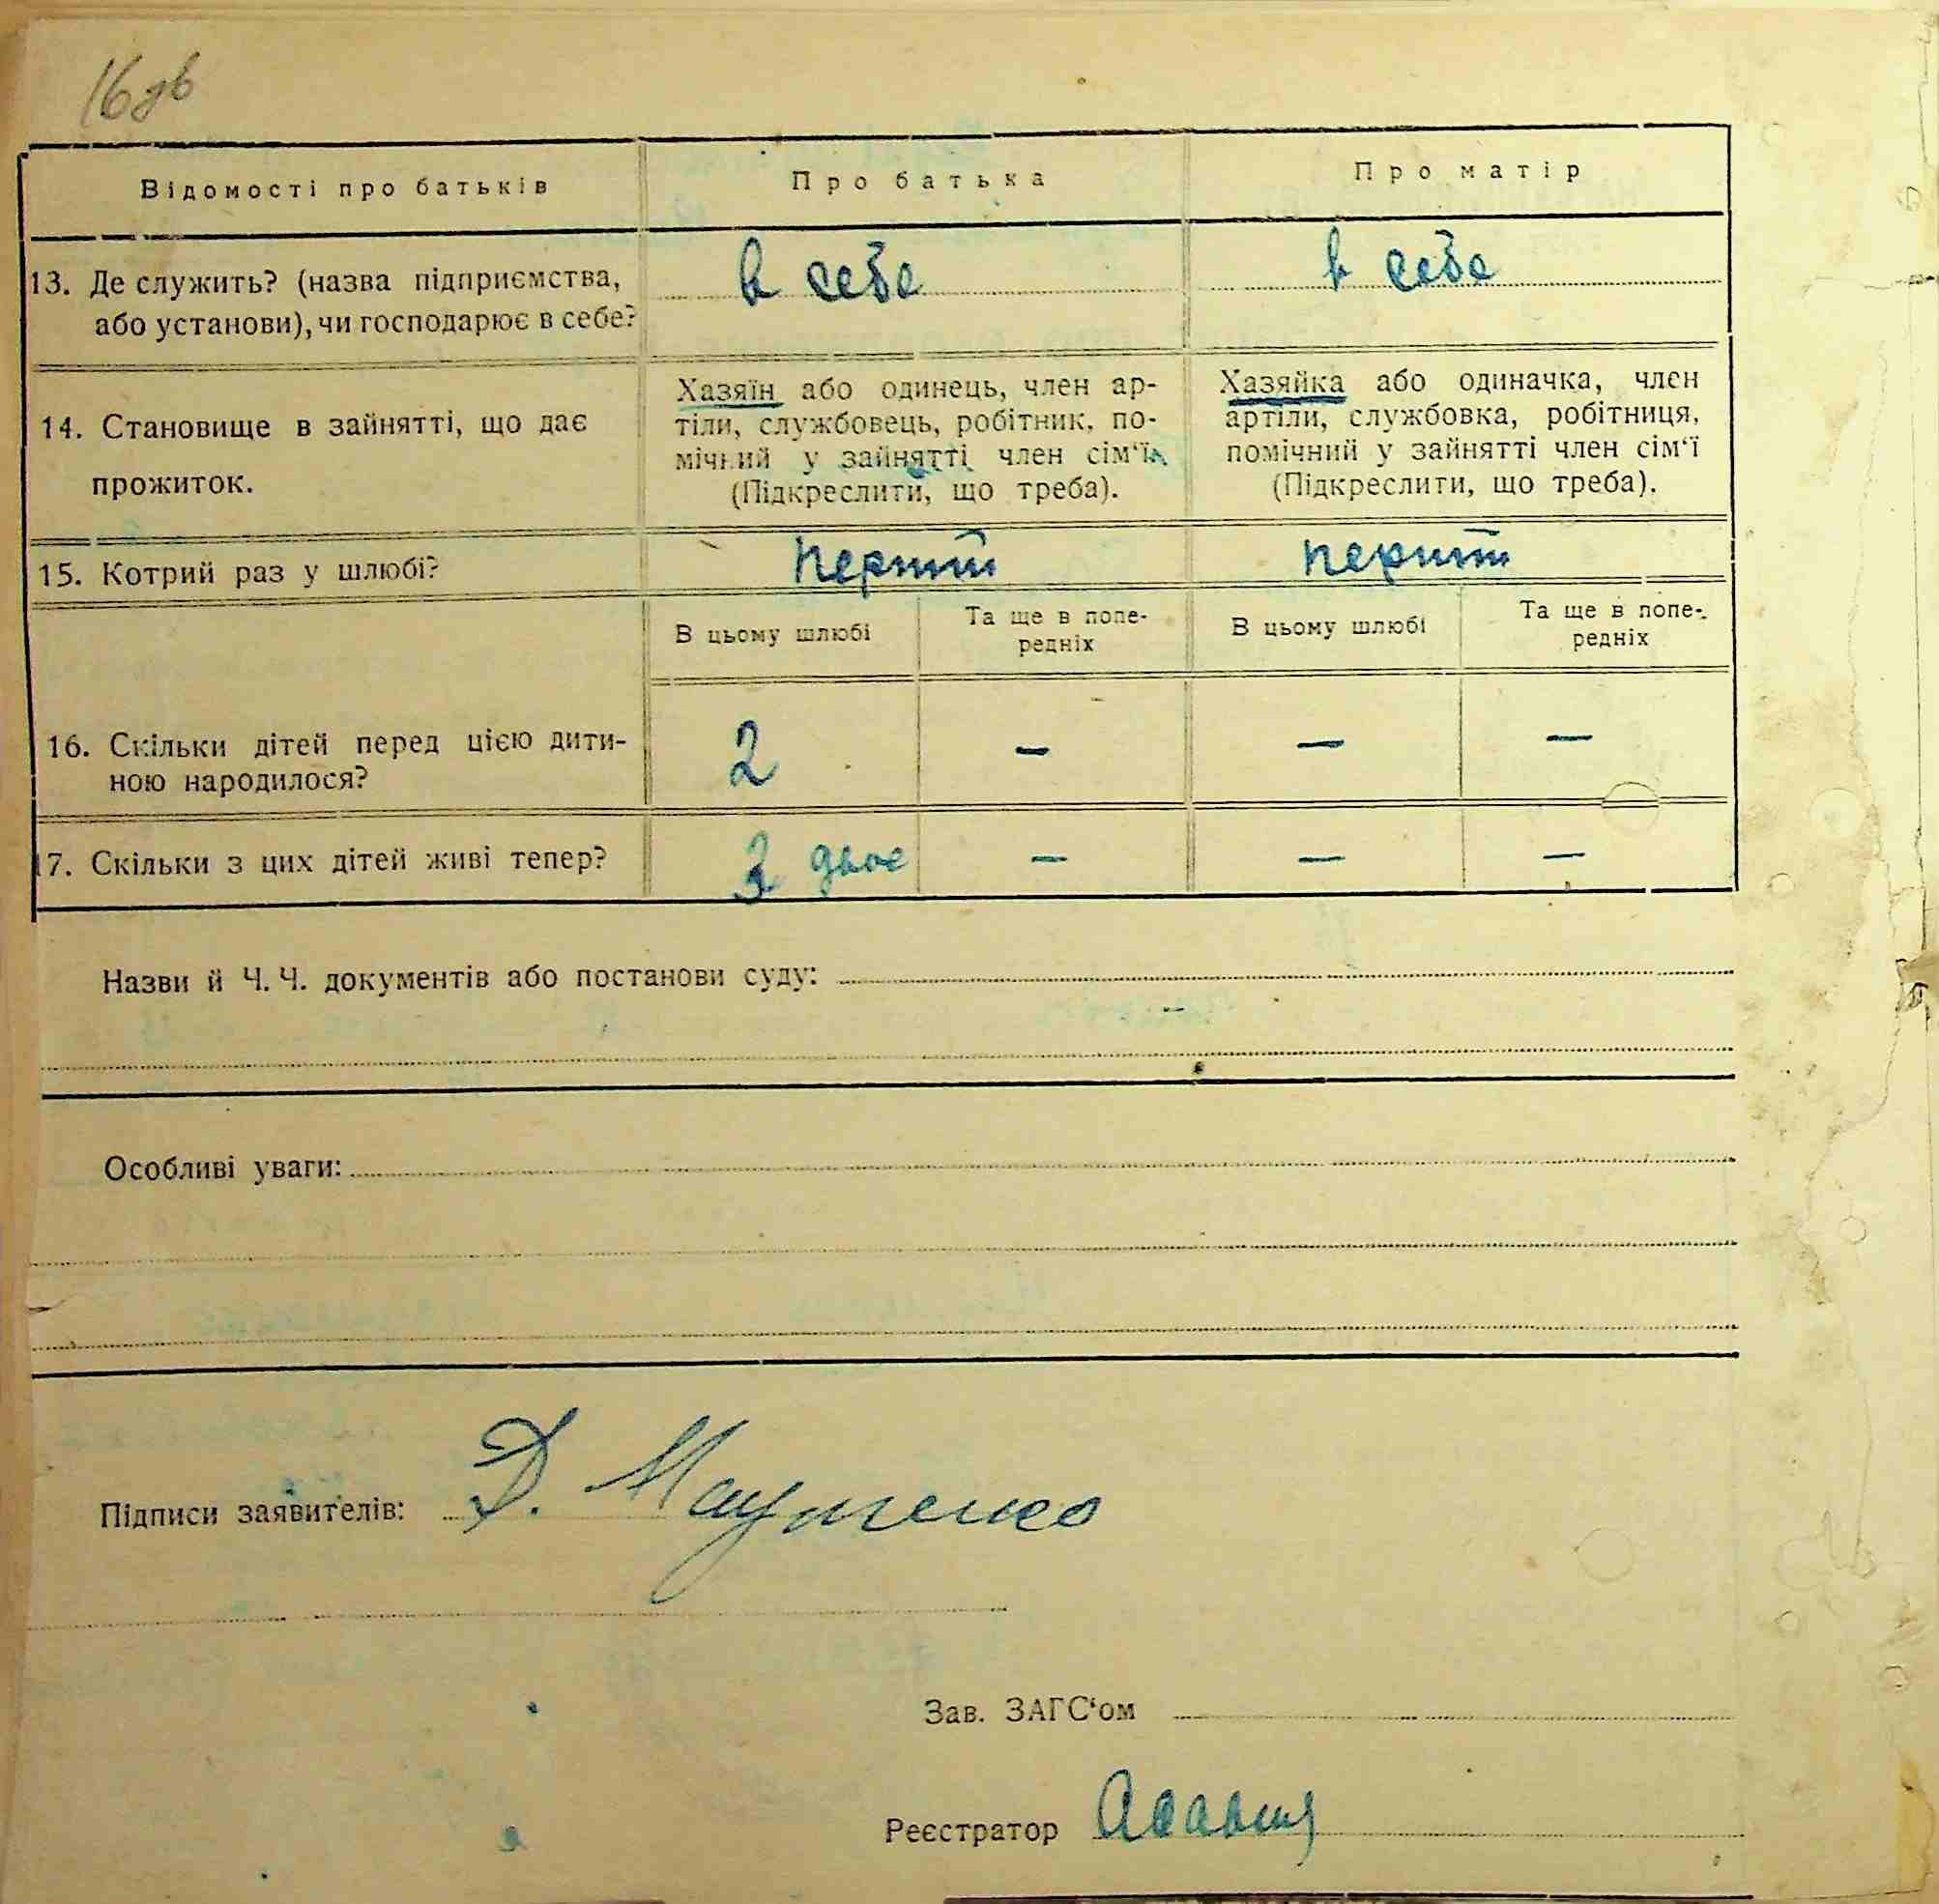 16 зв
Відомості про батьків Про батька Про матір
13. Де служить? (назва підприємства, або установи), чи господарює в себе? в себе в себе
14. Становище в зайнятті, що дає прожиток.
Хазяїн або одинець, член ар-
тіли, службовець, робітник, по-
мічний у зайнятті член сім‘ї
(Підкреслити, що треба).
Хазяйка або одиначка, член
артіли, службовка, робітниця,
помічний у зайнятті член сім‘ї
(Підкреслити, що треба).
15. Котрий раз у шлюбі? перший перший
В цьому шлюбі Та ще в попе-
редніх В цьому шлюбі Та ще в попе-
редніх
16. Скільки дітей перед цією дити-
ною народилося? 2 — — —
17. Скільки з цих дітей живі тепер? двоє — — —
Назви й Ч. Ч. документів або постанови суду:
Особливі уваги:
Підписи заявителів: Д.
Зав. ЗАГС‘ом
Реєстратор